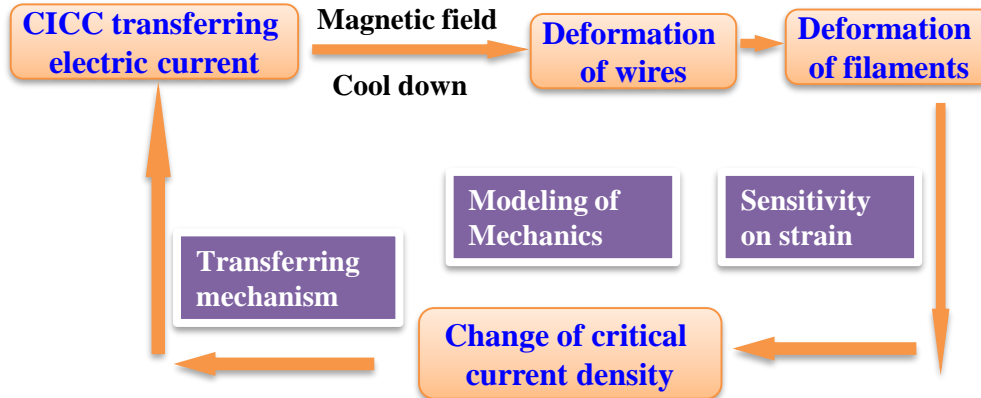 CICC transferring
electric current
Magnetic field
Cool down
Deformation
of wires
Deformation
of filaments
Modeling of
Mechanics
Sensitivity
on strain
Transferring
mechanism
Change of critical
current density